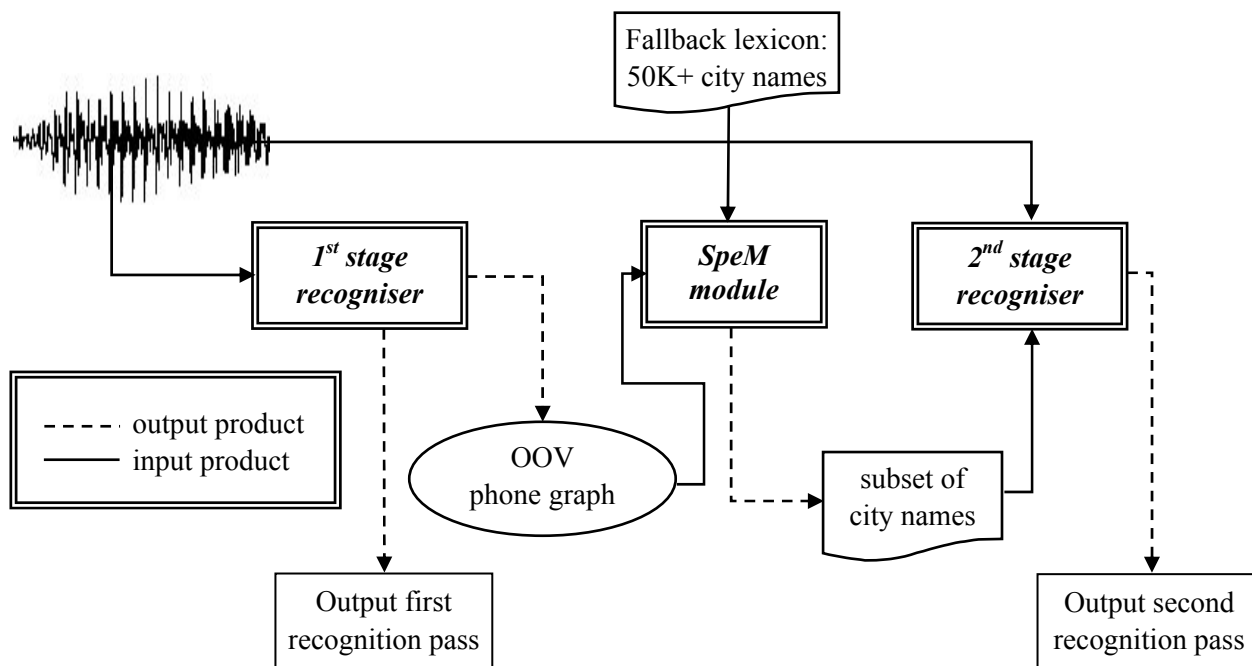 Fallback lexicon:
50K+ city names
1st stage
recogniser
SpeM
module
2nd stage
recogniser
output product
input product
OOV
phone graph
subset of
city names
Output first
recognition pass
Output second
recognition pass